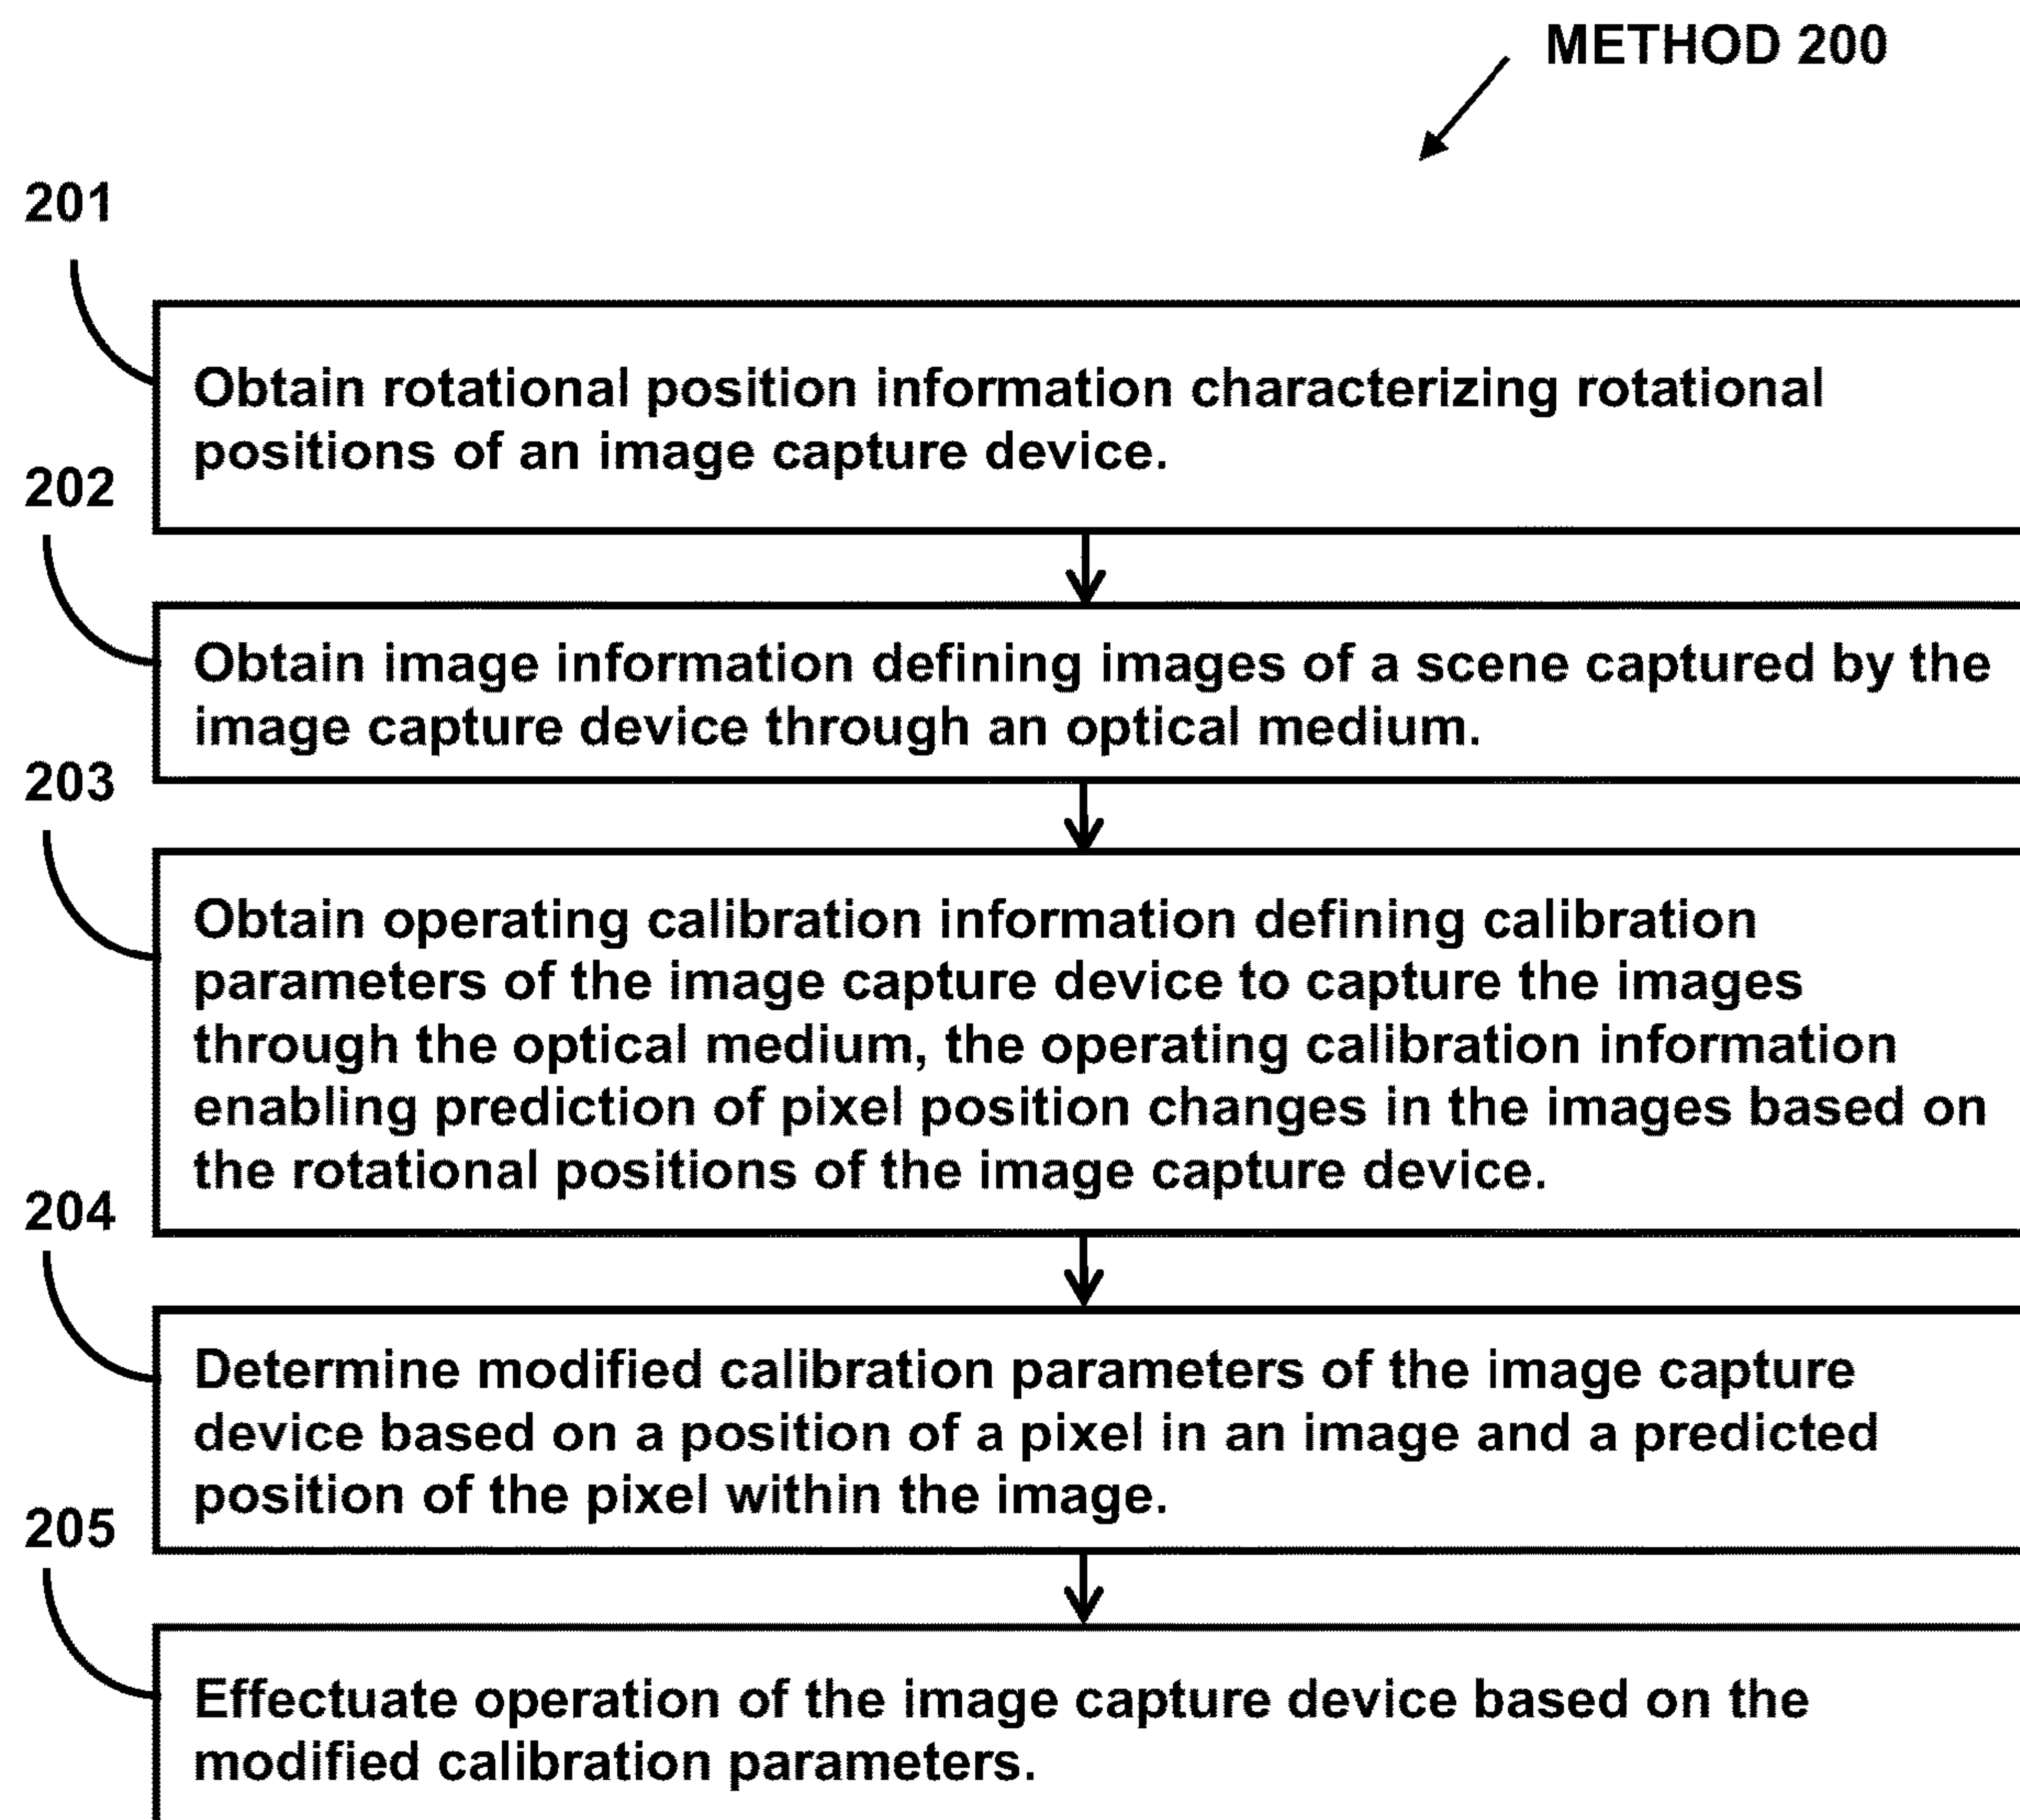 METHOD 200
201
Obtain rotational position information characterizing rotational
positions of an image capture device.
202
Obtain image information defining images of a scene captured by the
image capture device through an optical medium.
203
Obtain operating calibration information defining calibration
parameters of the image capture device to capture the images
through the optical medium, the operating calibration information
enabling prediction of pixel position changes in the images based on
the rotational positions of the image capture device.
204
Determine modified calibration parameters of the image capture
device based on a position of a pixel in an image and a predicted
position of the pixel within the image.
205
Effectuate operation of the image capture device based on the
modified calibration parameters.